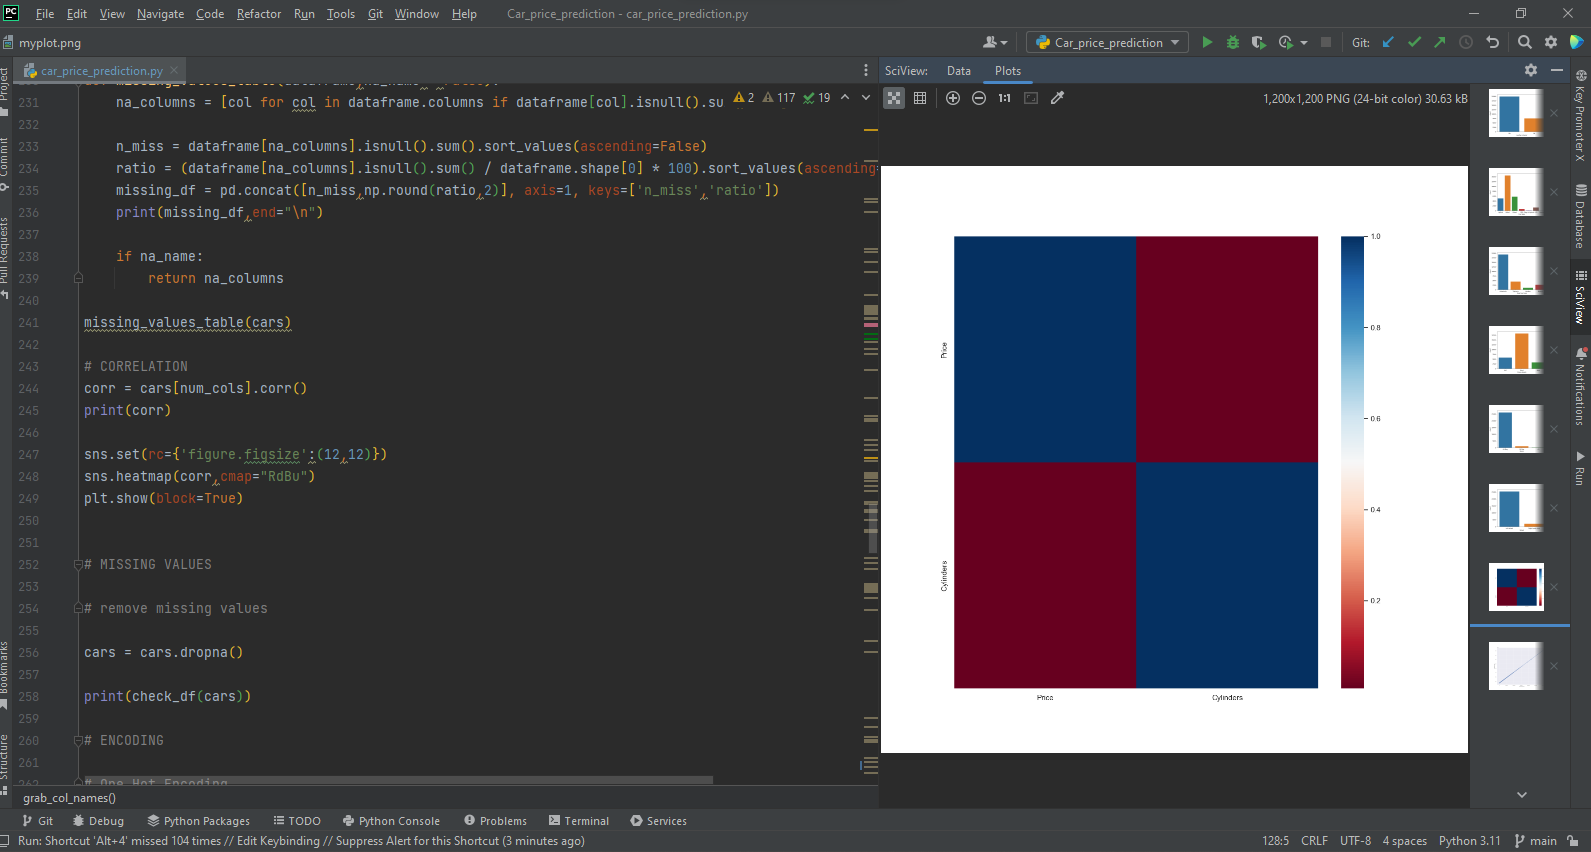 PC File Edit View Navigate Code Refactor Run Tools Git Window Help Car_price_prediction - car_price_prediction.py
myplot.png Car_price_prediction Git:
car_price_prediction.py SciView: Data Plots
231 na_columns = [col for col in dataframe.columns if dataframe[col].isnull().su 2 117 19
1:1 1,200x1,200 PNG (24-bit color) 30.63 kB
232
233 n_miss = dataframe[na_columns].isnull().sum().sort_values(ascending=False)
234 ratio = (dataframe[na_columns].isnull().sum() / dataframe.shape[0] * 100).sort_values(ascending=
235 missing_df = pd.concat([n_miss,np.round(ratio,2)], axis=1, keys=['n_miss','ratio'])
236 print(missing_df,end="\n")
237
238 if na_name:
239 return na_columns
240
241 missing_values_table(cars)
242
243 # CORRELATION
244 corr = cars[num_cols].corr()
245 print(corr)
246
247 sns.set(rc={'figure.figsize':(12,12)})
248 sns.heatmap(corr,cmap="RdBu")
249 plt.show(block=True)
250
251
252 # MISSING VALUES
253
254 # remove missing values
255
256 cars = cars.dropna()
257
258 print(check_df(cars))
259
260 # ENCODING
261
262 # One Hot Encoding
grab_col_names()
Price
Cylinders
Price Cylinders
1.0
0.8
0.6
0.4
0.2
Project
Commit
Pull Requests
Bookmarks
Structure
Key Promoter X
Database
SciView
Notifications
Run
Git Debug Python Packages TODO Python Console Problems Terminal Services
Run: Shortcut 'Alt+4' missed 104 times // Edit Keybinding // Suppress Alert for this Shortcut (3 minutes ago) 128:5 CRLF UTF-8 4 spaces Python 3.11 main